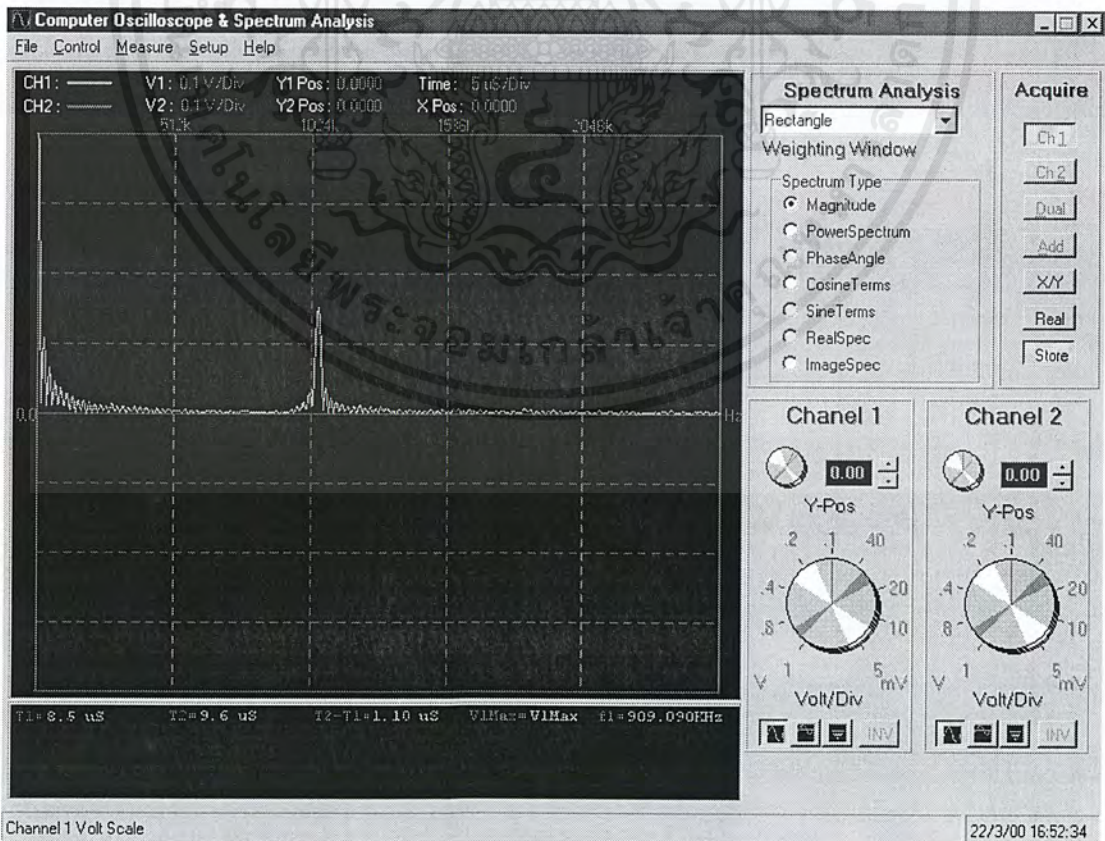 Computer Oscilloscope & Spectrum Analysis
File Control Measure Setup Help
CH1: V1: 0.1 V/Div Y1 Pos: 0.0000 Time: .5 uS/Div
CH2: V2: 0.1 V/Div Y2 Pos: 0.0000 X Pos: 0.0000
512k 1024k 1536k 2048k
0.0 Hz
T1=8.5 uS T2=9.6 uS T2-T1=1.10 uS V1Max=V1Max f1=909.090KHz
Spectrum Analysis
Rectangle
Weighting Window
Spectrum Type
Magnitude
PowerSpectrum
PhaseAngle
CosineTerms
SineTerms
RealSpec
ImageSpec
Acquire
Ch1
Ch2
Dual
Add
X/Y
Real
Store
Chanel 1
0.00
Y-Pos
.2 .1 40
.4 20
.8 10
V 1 5 mV
Volt/Div
INV
Chanel 2
0.00
Y-Pos
.2 .1 40
.4 20
.8 10
V 1 5 mV
Volt/Div
INV
Channel 1 Volt Scale
22/3/00 16:52:34